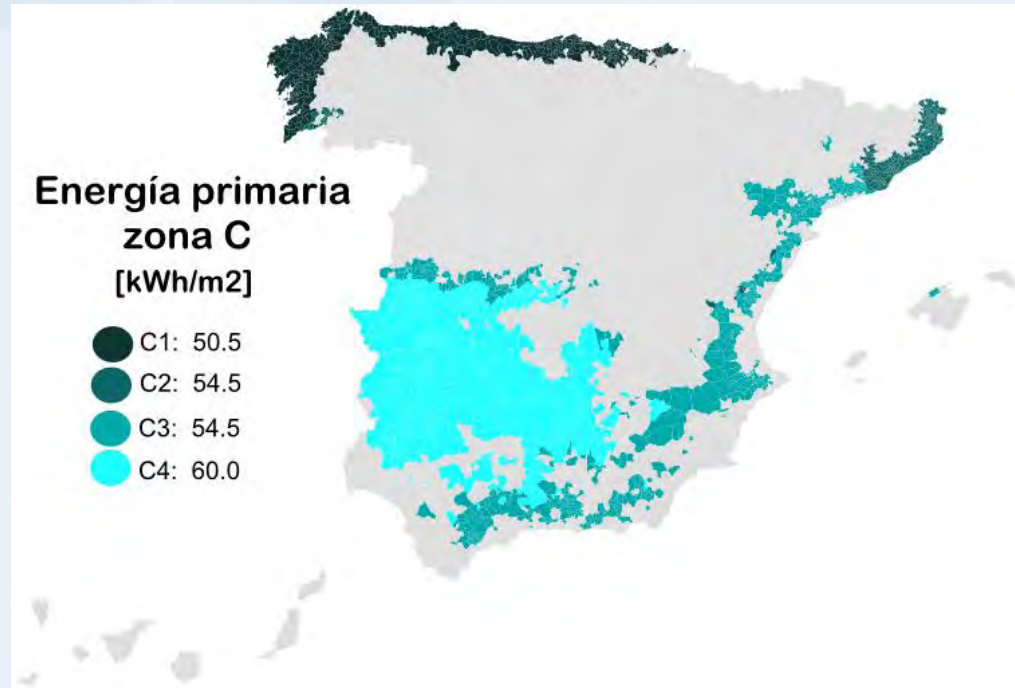 Energía primaria
zona C
[kWh/m2]
C1: 50.5
C2: 54.5
C3: 54.5
C4: 60.0